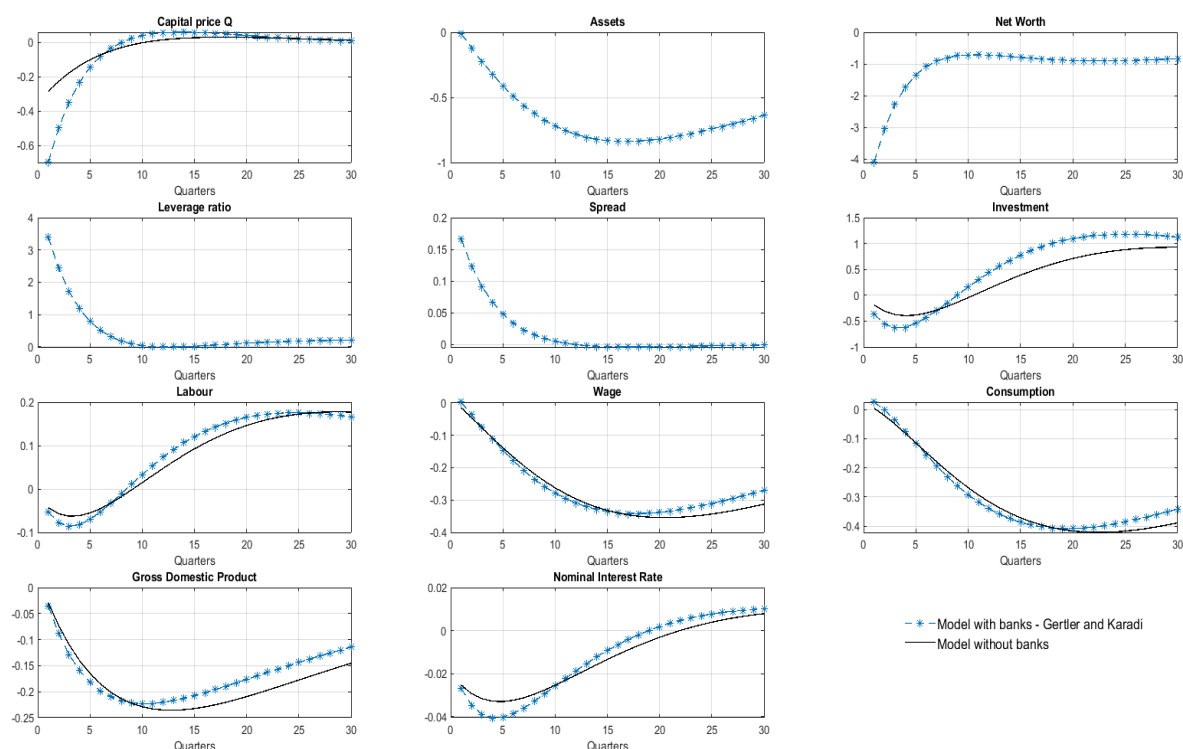 Capital price Q
0
-0.2
-0.4
-0.6
0 5 10 15 20 25 30
Quarters
Assets
0
-0.5
-1
0 5 10 15 20 25 30
Quarters
Net Worth
0
-1
-2
-3
-4
0 5 10 15 20 25 30
Quarters
Leverage ratio
4
3
2
1
0
0 5 10 15 20 25 30
Quarters
Spread
0.2
0.15
0.1
0.05
0
0 5 10 15 20 25 30
Quarters
Investment
1.5
1
0.5
0
-0.5
-1
0 5 10 15 20 25 30
Quarters
Labour
0.2
0.1
0
-0.1
0 5 10 15 20 25 30
Quarters
Wage
0
-0.1
-0.2
-0.3
-0.4
0 5 10 15 20 25 30
Quarters
Consumption
0
-0.1
-0.2
-0.3
-0.4
0 5 10 15 20 25 30
Quarters
Gross Domestic Product
0
-0.05
-0.1
-0.15
-0.2
-0.25
0 5 10 15 20 25 30
Quarters
Nominal Interest Rate
0.02
0
-0.02
-0.04
0 5 10 15 20 25 30
Quarters
Model with banks - Gertler and Karadi
Model without banks